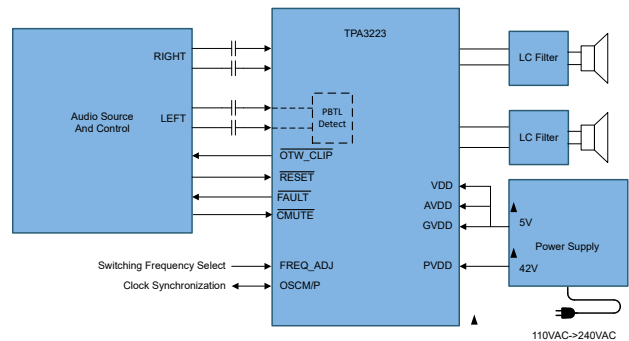 TPA3223
RIGHT
LC Filter
Audio Source
And Control
LEFT
PBTL
Detect
LC Filter
OTW_CLIP
RESET
FAULT
CMUTE
VDD
AVDD
GVDD
PVDD
5V
Power Supply
42V
Switching Frequency Select
FREQ_ADJ
Clock Synchronization
OSCM/P
110VAC->240VAC